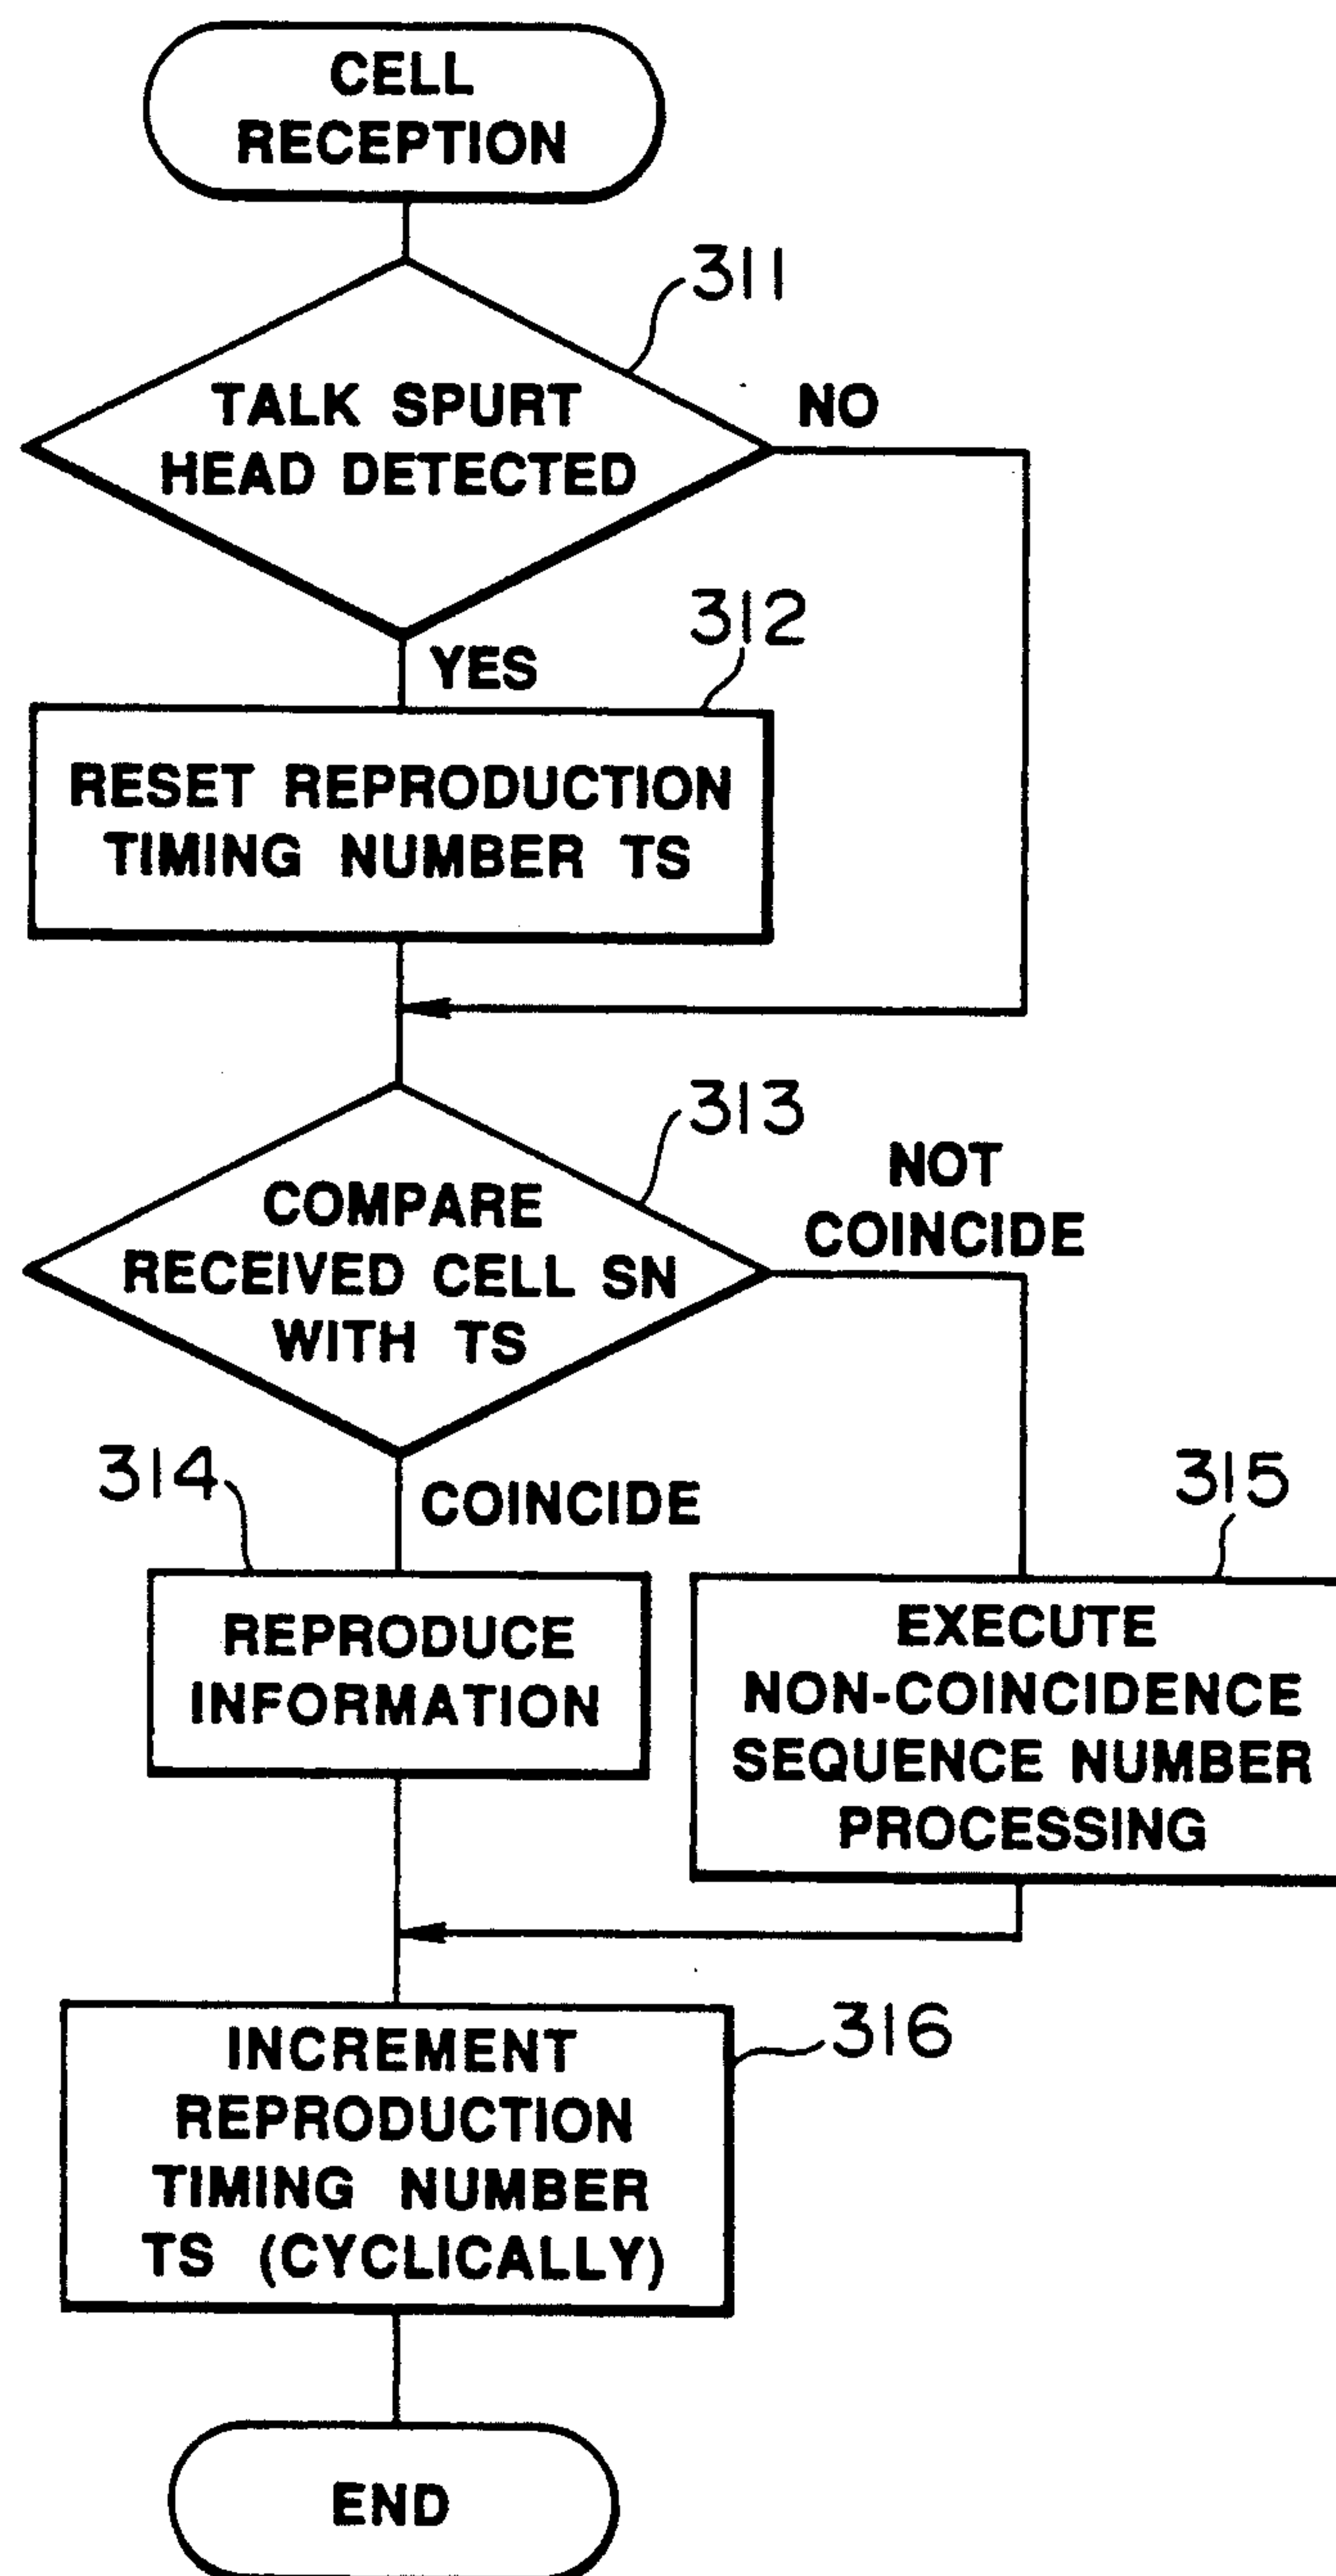 CELL
RECEPTION
311
TALK SPURT
HEAD DETECTED
NO
YES
312
RESET REPRODUCTION
TIMING NUMBER TS
313
COMPARE
RECEIVED CELL SN
WITH TS
NOT
COINCIDE
COINCIDE
314
REPRODUCE
INFORMATION
315
EXECUTE
NON-COINCIDENCE
SEQUENCE NUMBER
PROCESSING
316
INCREMENT
REPRODUCTION
TIMING NUMBER
TS (CYCLICALLY)
END